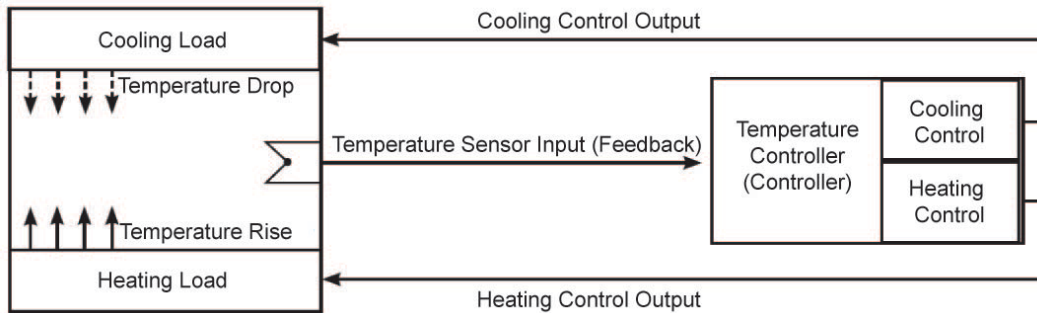 Cooling Load
Cooling Control Output
Temperature Drop
Temperature Sensor Input (Feedback)
Temperature
Controller
(Controller)
Cooling
Control
Heating
Control
Temperature Rise
Heating Load
Heating Control Output